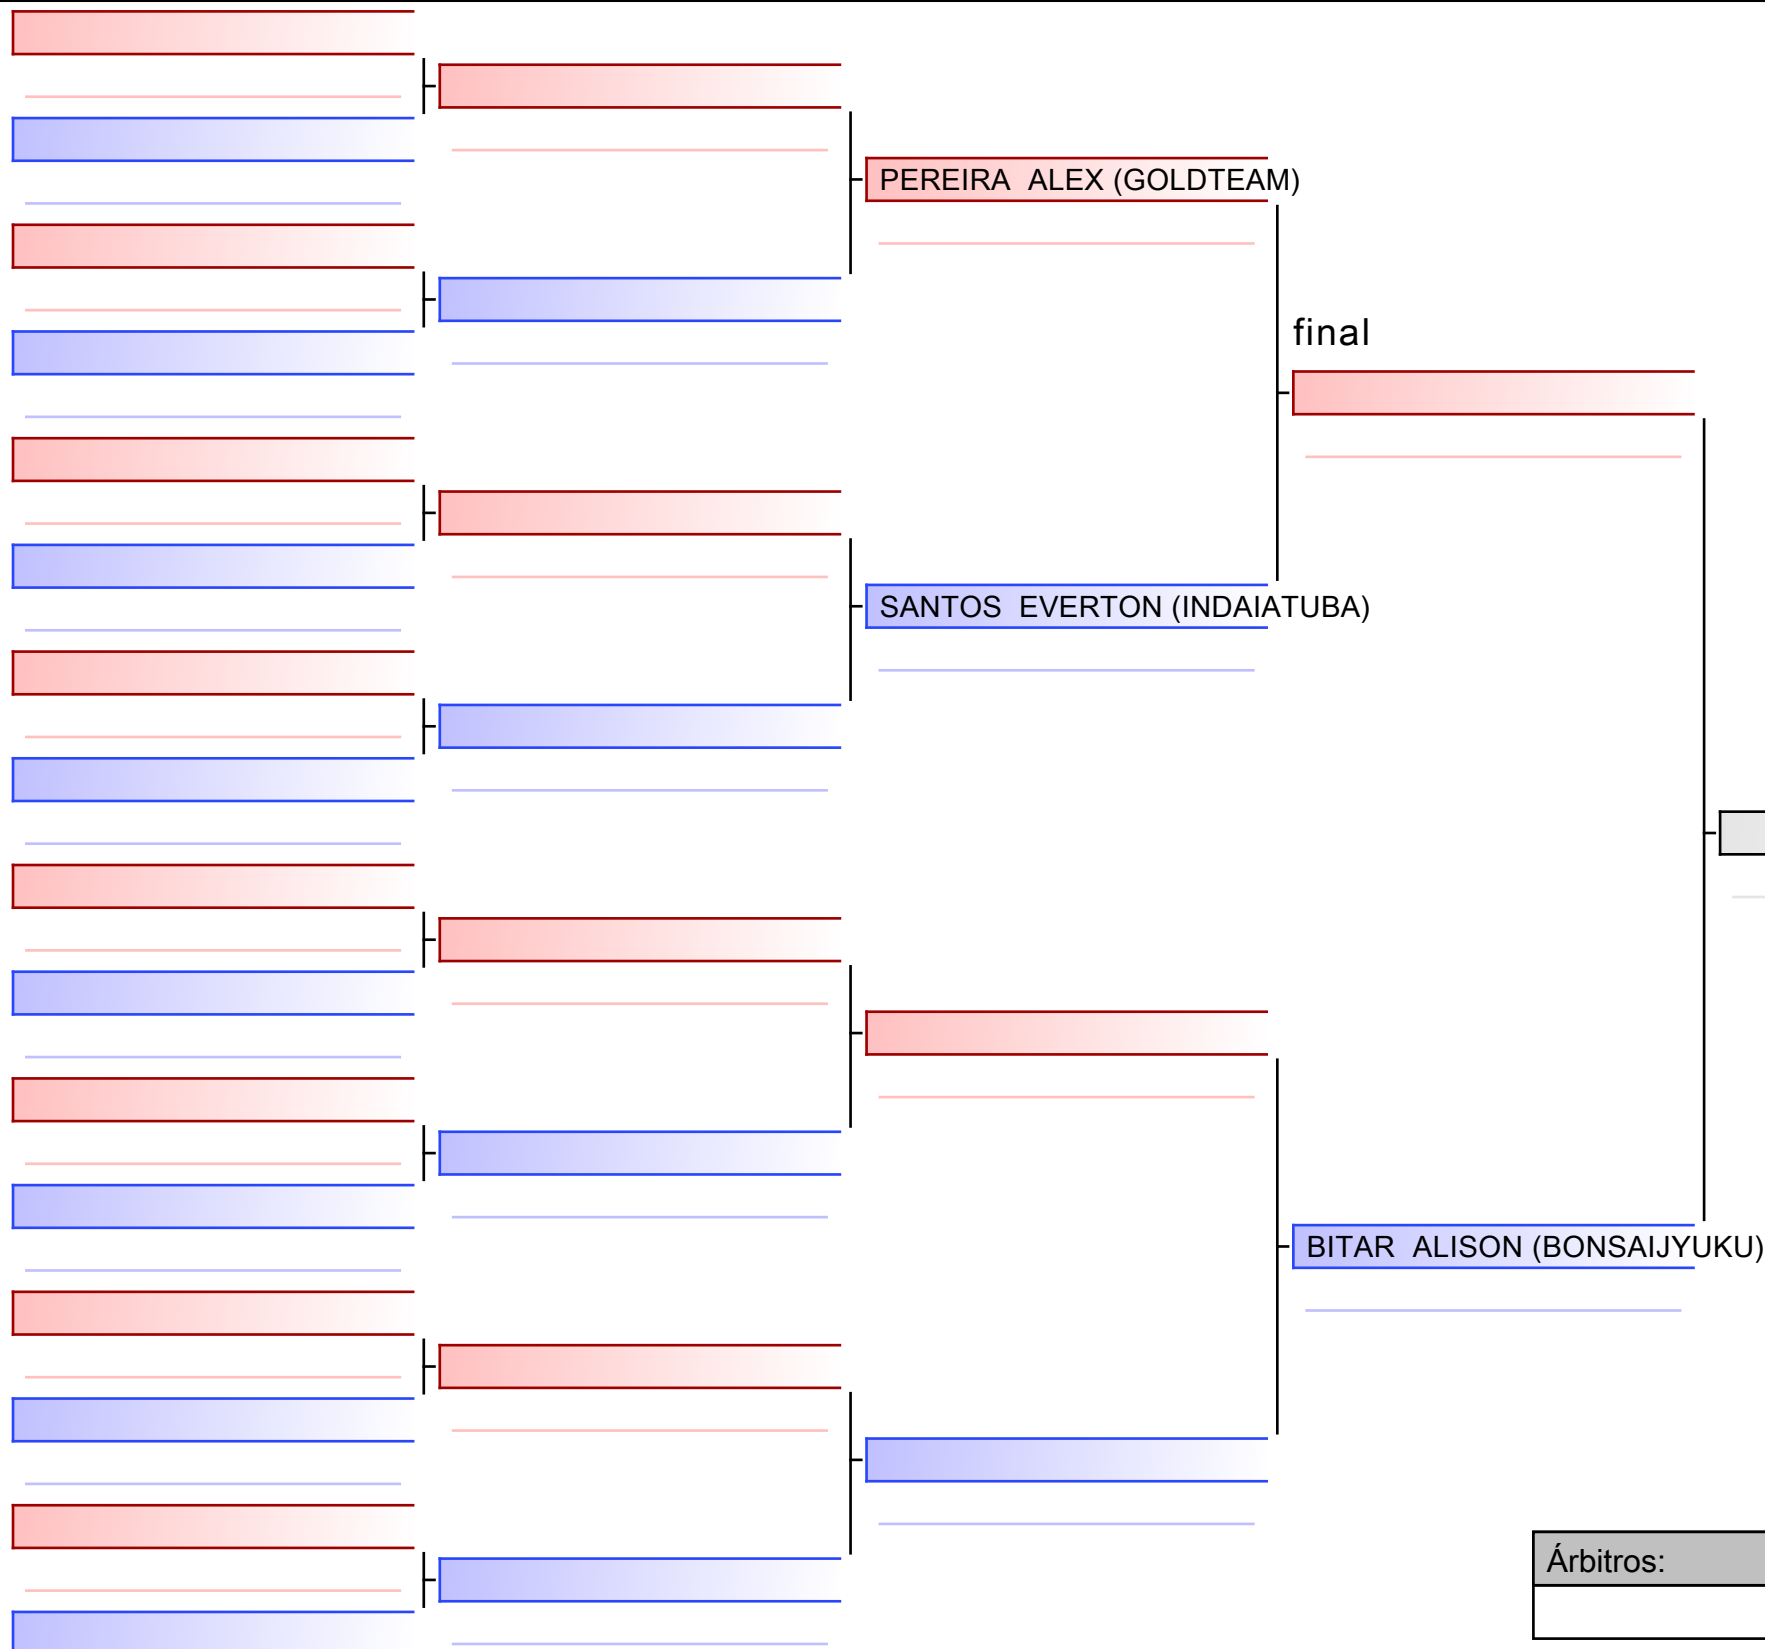 PEREIRA  ALEX (GOLDTEAM)
final
SANTOS  EVERTON (INDAIATUBA)
BITAR  ALISON (BONSAIJYUKU)
Árbitros: